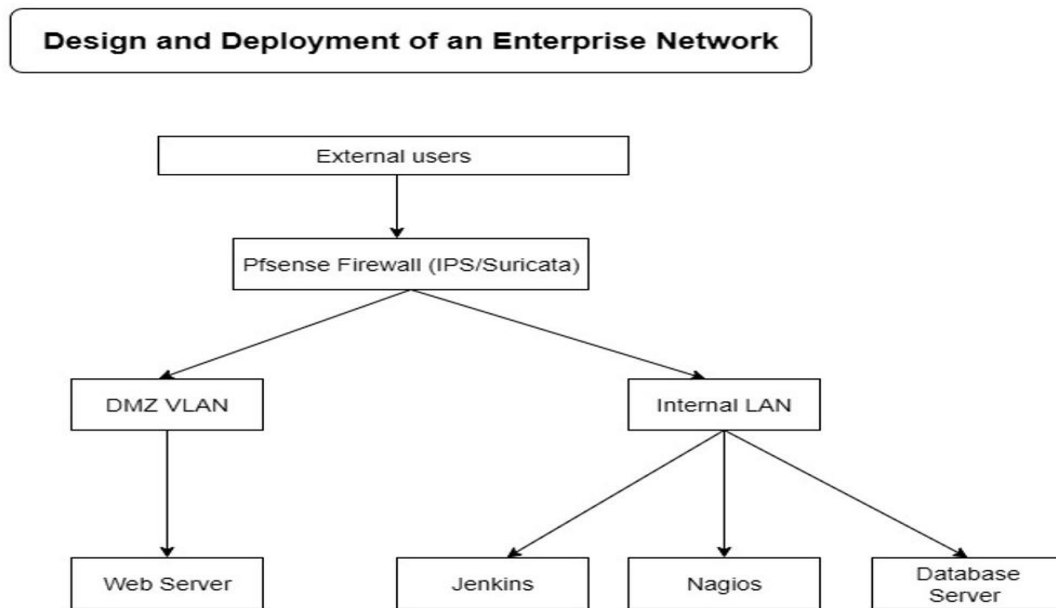 Design and Deployment of an Enterprise Network
External users
Pfsense Firewall (IPS/Suricata)
DMZ VLAN
Internal LAN
Web Server
Jenkins
Nagios
Database
Server